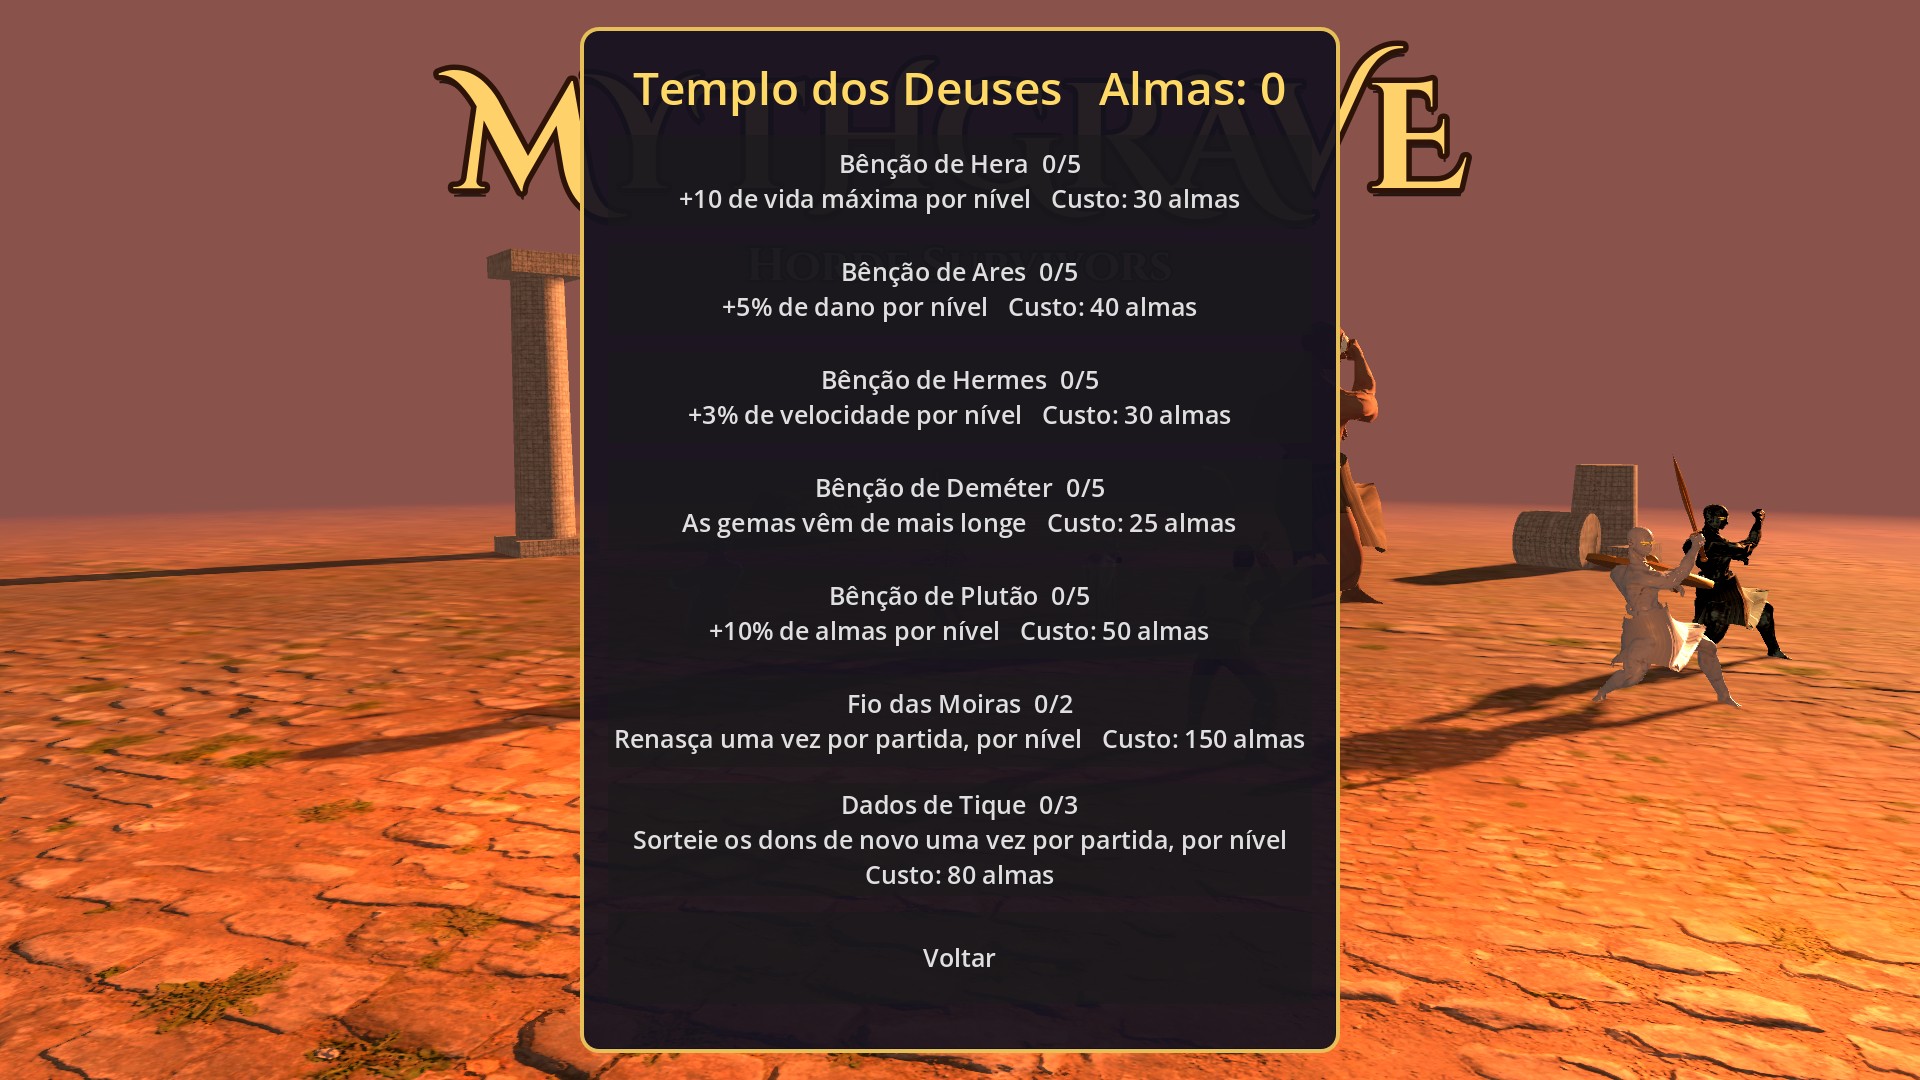 MYTHGRAVE
Templo dos Deuses Almas: 0
Bênção de Hera 0/5
+10 de vida máxima por nível Custo: 30 almas
Horde Survivors
Bênção de Ares 0/5
+5% de dano por nível Custo: 40 almas
Bênção de Hermes 0/5
+3% de velocidade por nível Custo: 30 almas
Bênção de Deméter 0/5
As gemas vêm de mais longe Custo: 25 almas
Bênção de Plutão 0/5
+10% de almas por nível Custo: 50 almas
Fio das Moiras 0/2
Renasça uma vez por partida, por nível Custo: 150 almas
Dados de Tique 0/3
Sorteie os dons de novo uma vez por partida, por nível
Custo: 80 almas
Voltar